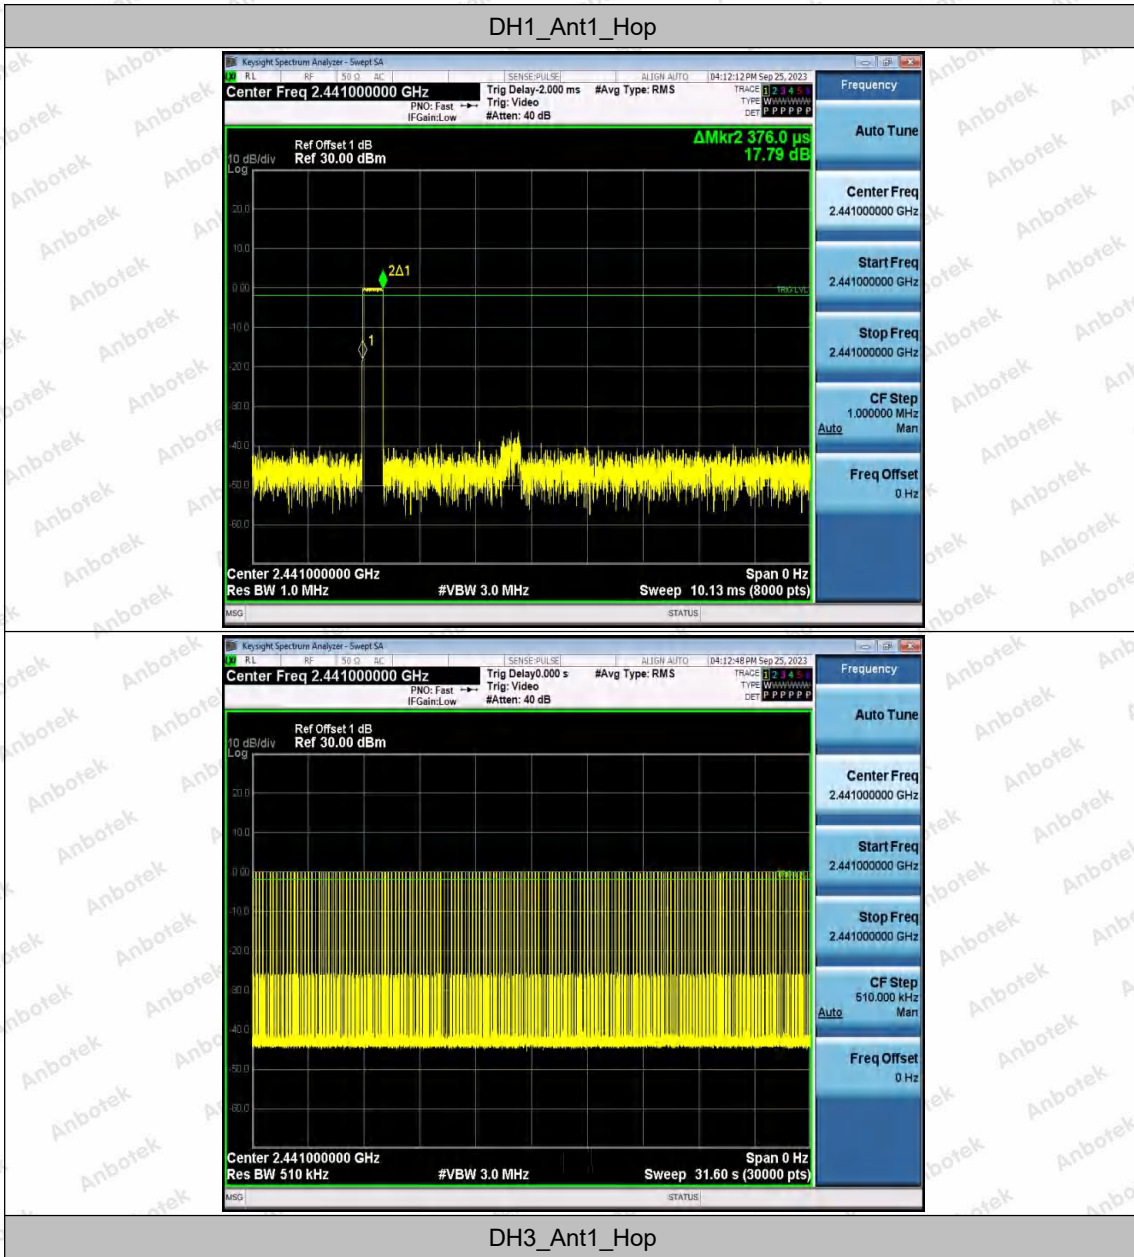 DH1_Ant1_Hop
Keysight Spectrum Analyzer - Swept SA
RL RF 50 Ω AC SENSE:PULSE ALIGN AUTO 04:12:12 PM Sep 25, 2023
Center Freq 2.441000000 GHz
PNO: Fast
IFGain:Low
Trig Delay-2.000 ms
Trig: Video
#Atten: 40 dB
#Avg Type: RMS
TRACE 1 2 3 4 5 6
TYPE WWWWWW
DET P P P P P P
Ref Offset 1 dB
10 dB/div Ref 30.00 dBm
Log
ΔMkr2 376.0 µs
17.79 dB
20.0
10.0
0.00
-10.0
-20.0
-30.0
-40.0
-50.0
-60.0
2Δ1
1
TRIG LVL
Center 2.441000000 GHz Span 0 Hz
Res BW 1.0 MHz #VBW 3.0 MHz Sweep 10.13 ms (8000 pts)
MSG STATUS
Frequency
Auto Tune
Center Freq
2.441000000 GHz
Start Freq
2.441000000 GHz
Stop Freq
2.441000000 GHz
CF Step
1.000000 MHz
Auto Man
Freq Offset
0 Hz
Keysight Spectrum Analyzer - Swept SA
RL RF 50 Ω AC SENSE:PULSE ALIGN AUTO 04:12:48 PM Sep 25, 2023
Center Freq 2.441000000 GHz
PNO: Fast
IFGain:Low
Trig Delay0.000 s
Trig: Video
#Atten: 40 dB
#Avg Type: RMS
TRACE 1 2 3 4 5 6
TYPE WWWWWW
DET P P P P P P
Ref Offset 1 dB
10 dB/div Ref 30.00 dBm
Log
20.0
10.0
0.00
-10.0
-20.0
-30.0
-40.0
-50.0
-60.0
Center 2.441000000 GHz Span 0 Hz
Res BW 510 kHz #VBW 3.0 MHz Sweep 31.60 s (30000 pts)
MSG STATUS
Frequency
Auto Tune
Center Freq
2.441000000 GHz
Start Freq
2.441000000 GHz
Stop Freq
2.441000000 GHz
CF Step
510.000 kHz
Auto Man
Freq Offset
0 Hz
DH3_Ant1_Hop
Anbotek